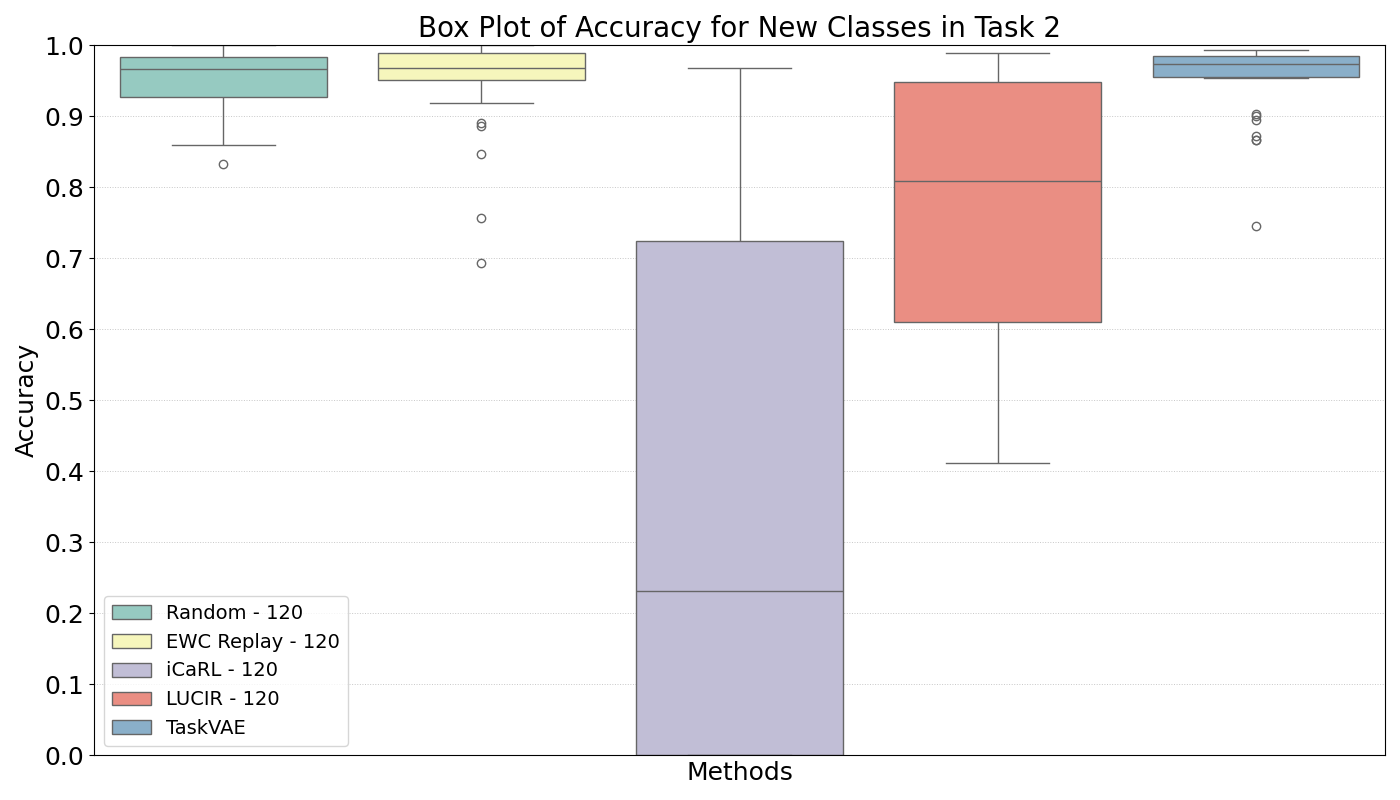 Box Plot of Accuracy for New Classes in Task 2
1.0
0.9
0.8
0.7
0.6
0.5
0.4
0.3
0.2
0.1
0.0
Accuracy
Random - 120
EWC Replay - 120
iCaRL - 120
LUCIR - 120
TaskVAE
Methods